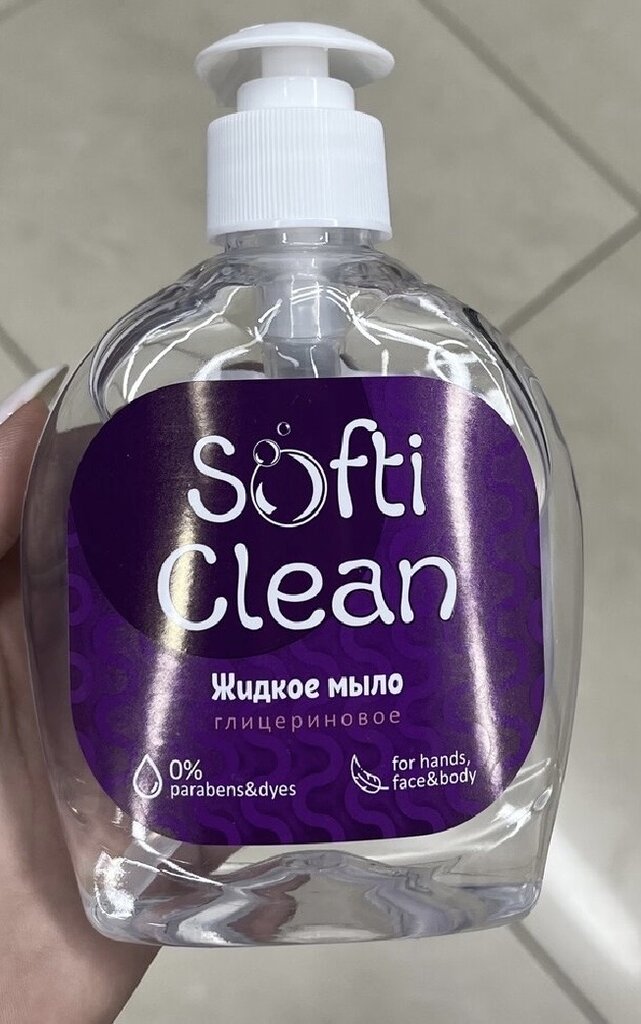 Softi
Clean
Жидкое мыло
глицериновое
0%
parabens&dyes
for hands,
face&body